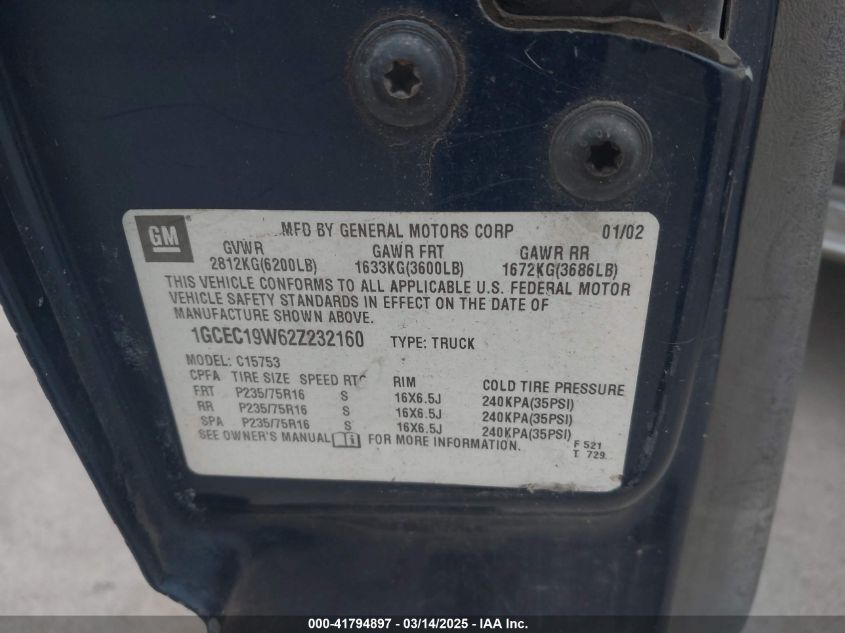 GM
MFD BY GENERAL MOTORS CORP 01/02
GVWR GAWR FRT GAWR RR
2812KG(6200LB) 1633KG(3600LB) 1672KG(3686LB)
THIS VEHICLE CONFORMS TO ALL APPLICABLE U.S. FEDERAL MOTOR
VEHICLE SAFETY STANDARDS IN EFFECT ON THE DATE OF
MANUFACTURE SHOWN ABOVE.
1GCEC19W62Z232160 TYPE: TRUCK
MODEL: C15753
CPFA TIRE SIZE SPEED RTG RIM COLD TIRE PRESSURE
FRT P235/75R16 S 16X6.5J 240KPA(35PSI)
RR P235/75R16 S 16X6.5J 240KPA(35PSI)
SPA P235/75R16 S 16X6.5J 240KPA(35PSI)
SEE OWNER'S MANUAL FOR MORE INFORMATION.
F 521
T 729
000-41794897 - 03/14/2025 - IAA Inc.